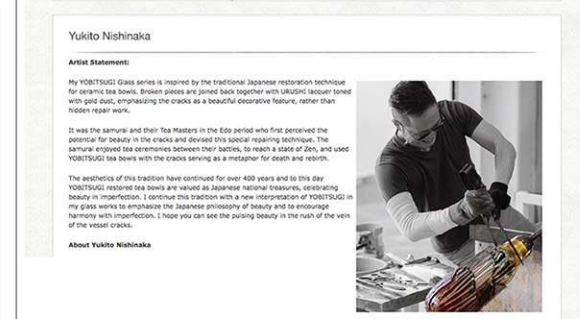 Yukito Nishinaka
Artist Statement:
My YOBITSUGI Glass series is inspired by the traditional Japanese restoration technique
for ceramic tea bowls. Broken pieces are joined back together with URUSHI lacquer toned
with gold dust, emphasizing the cracks as a beautiful decorative feature, rather than
hidden repair work.
It was the samurai and their Tea Masters in the Edo period who first perceived the
potential for beauty in the cracks and devised this special repairing technique. The
samurai enjoyed tea ceremonies between their battles, to reach a state of Zen, and used
YOBITSUGI tea bowls with the cracks serving as a metaphor for death and rebirth.
The aesthetics of this tradition have continued for over 400 years and to this day
YOBITSUGI restored tea bowls are valued as Japanese national treasures, celebrating
beauty in imperfection. I continue this tradition with a new interpretation of YOBITSUGI in
my glass works to emphasize the Japanese philosophy of beauty and to encourage
harmony with imperfection. I hope you can see the pulsing beauty in the rush of the vein
of the vessel cracks.
About Yukito Nishinaka